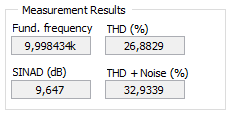 Measurement Results
Fund. frequency THD (%)
9,998434k 26,8829
SINAD (dB) THD + Noise (%)
9,647 32,9339